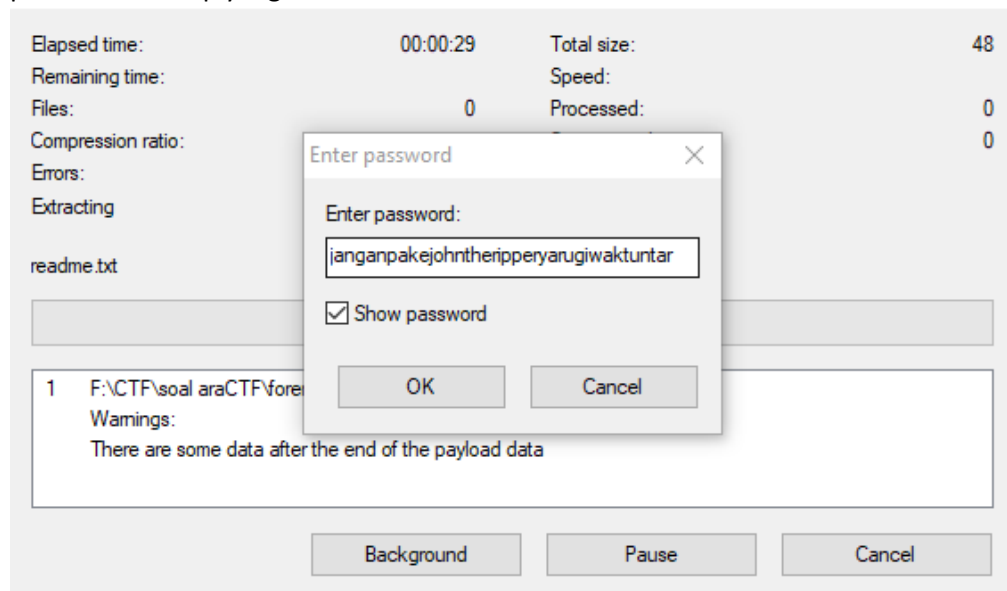 Elapsed time: 00:00:29 Total size: 48
Remaining time: Speed:
Files: 0 Processed: 0
Compression ratio: 0
Errors:
Extracting
readme.txt
Enter password
Enter password:
janganpakejohntheripperyarugiwaktuntar
Show password
OK Cancel
1 F:\CTF\soal araCTF\fore
Warnings:
There are some data after the end of the payload data
Background Pause Cancel